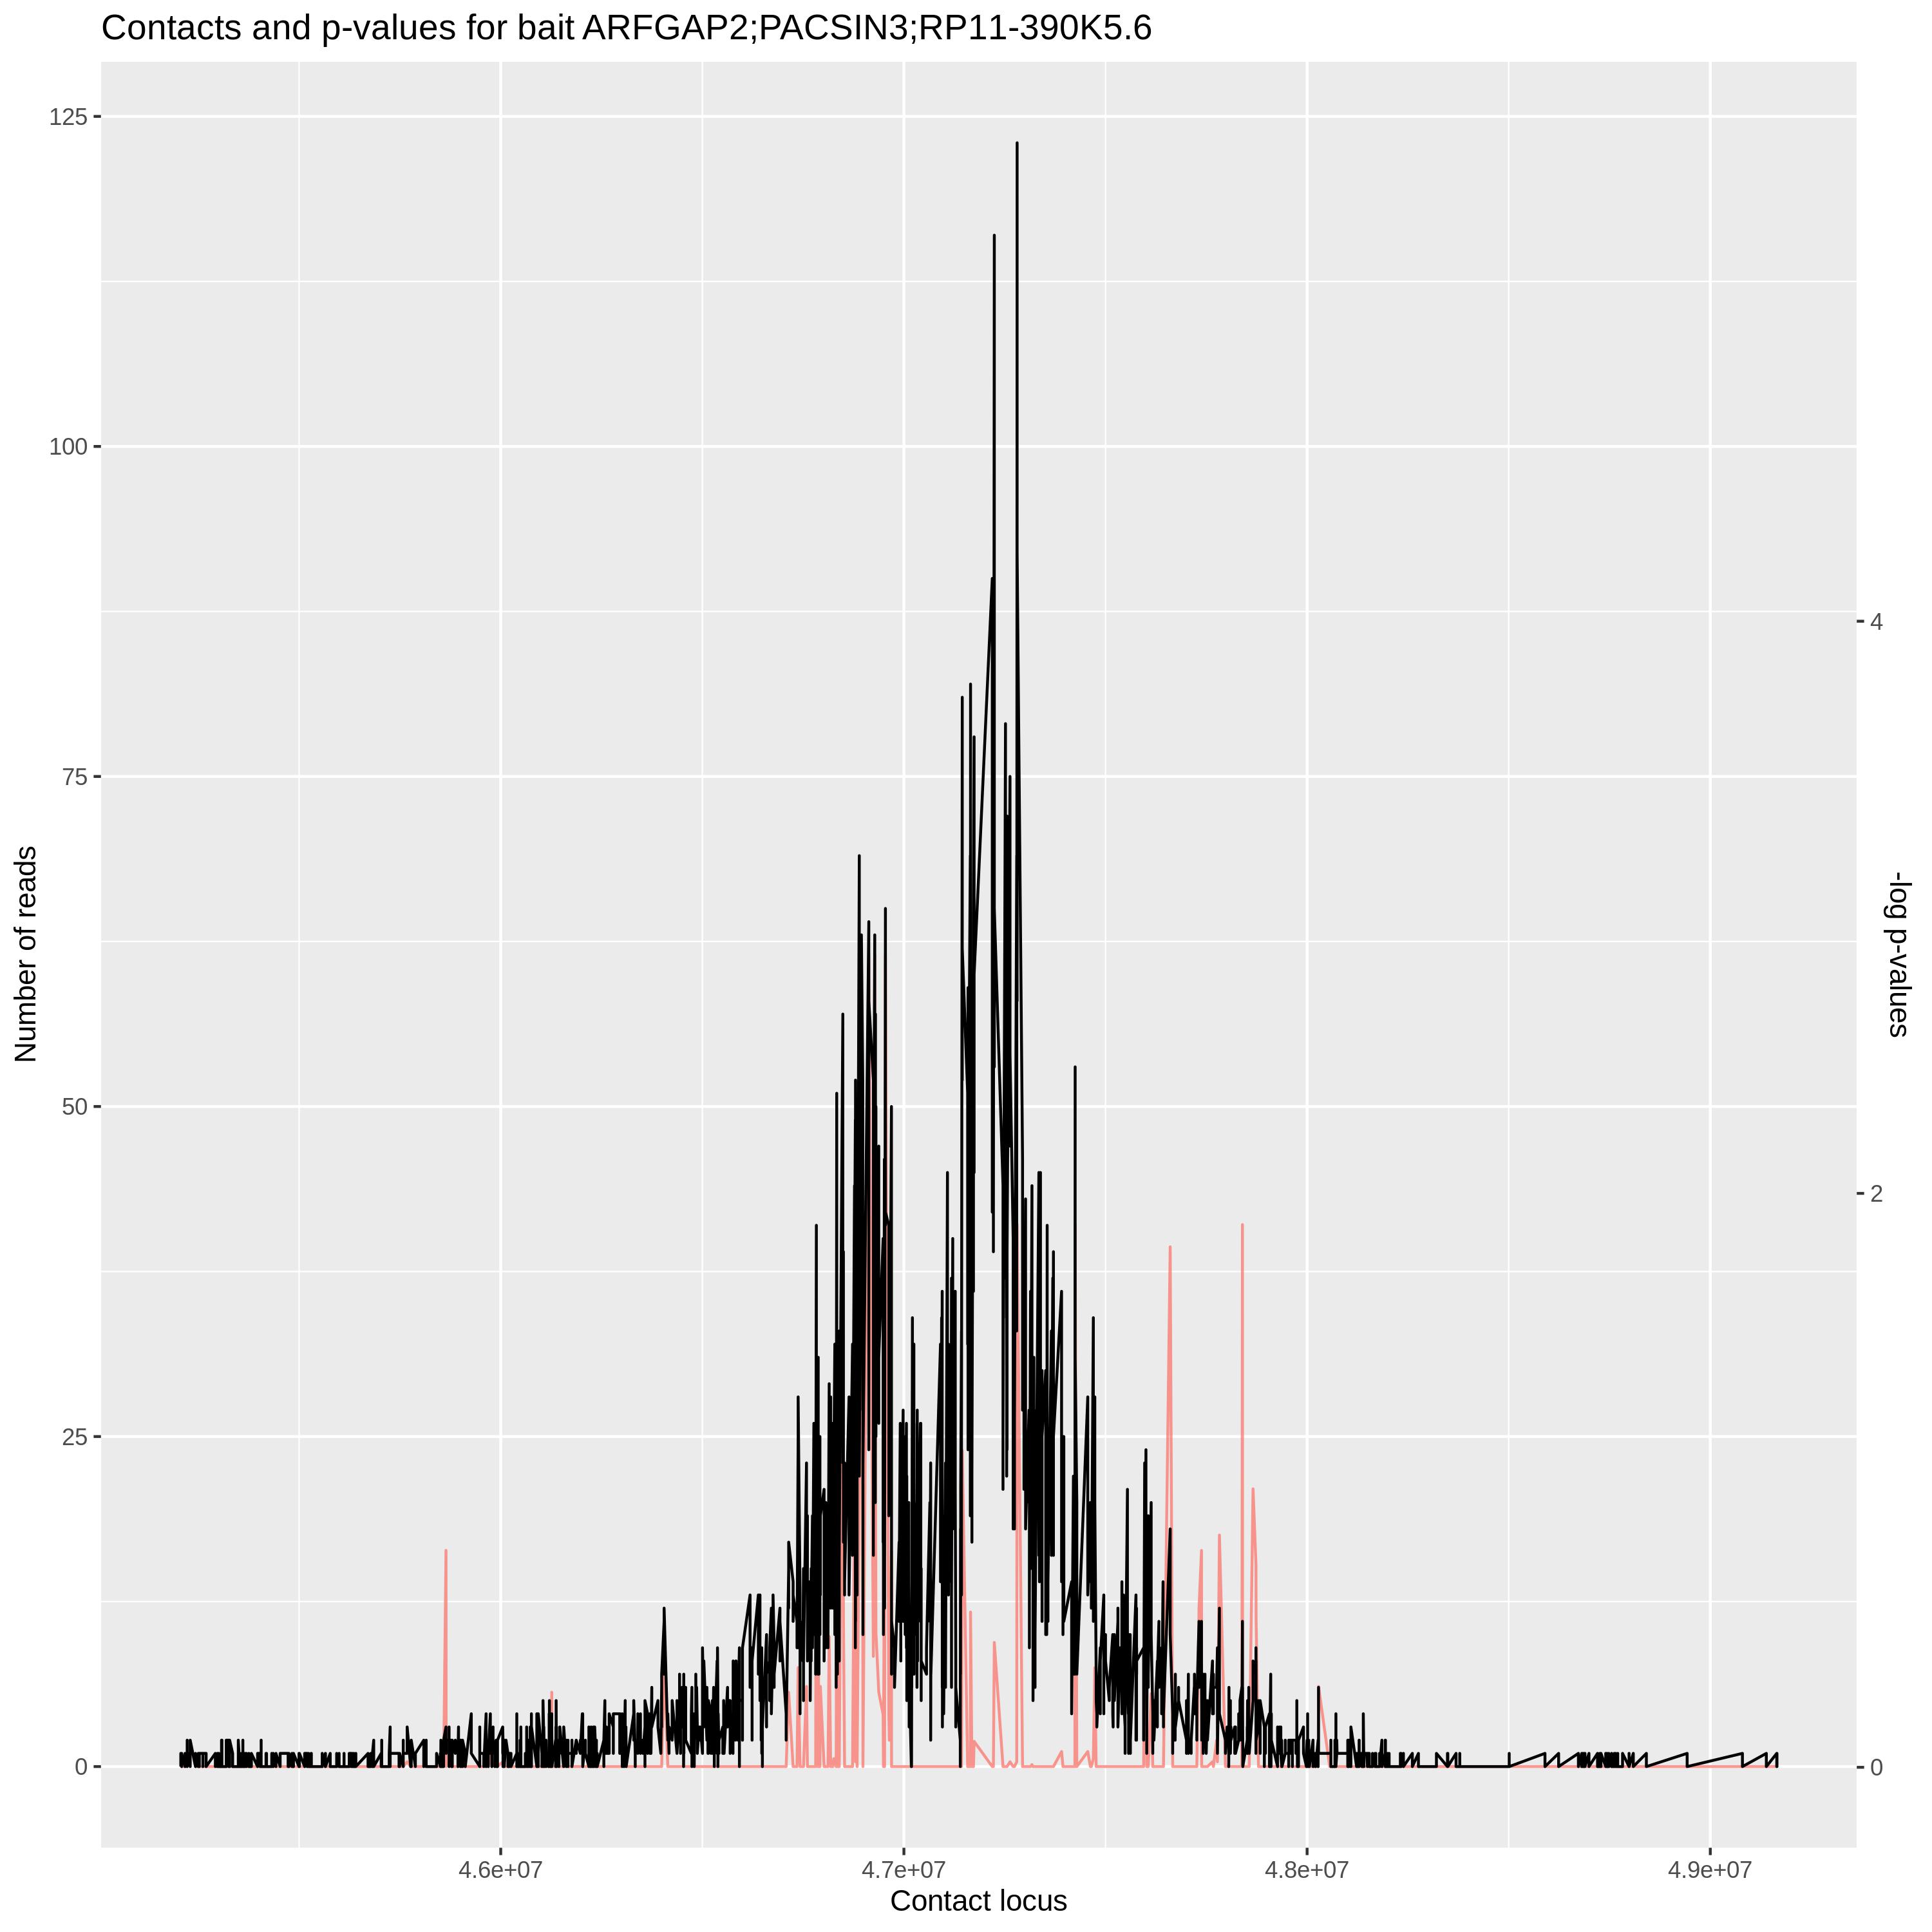 Contacts and p-values for bait ARFGAP2;PACSIN3;RP11-390K5.6
125
100
75
50
25
0
Number of reads
4
2
0
-log p-values
4.6e+07
4.7e+07
4.8e+07
4.9e+07
Contact locus